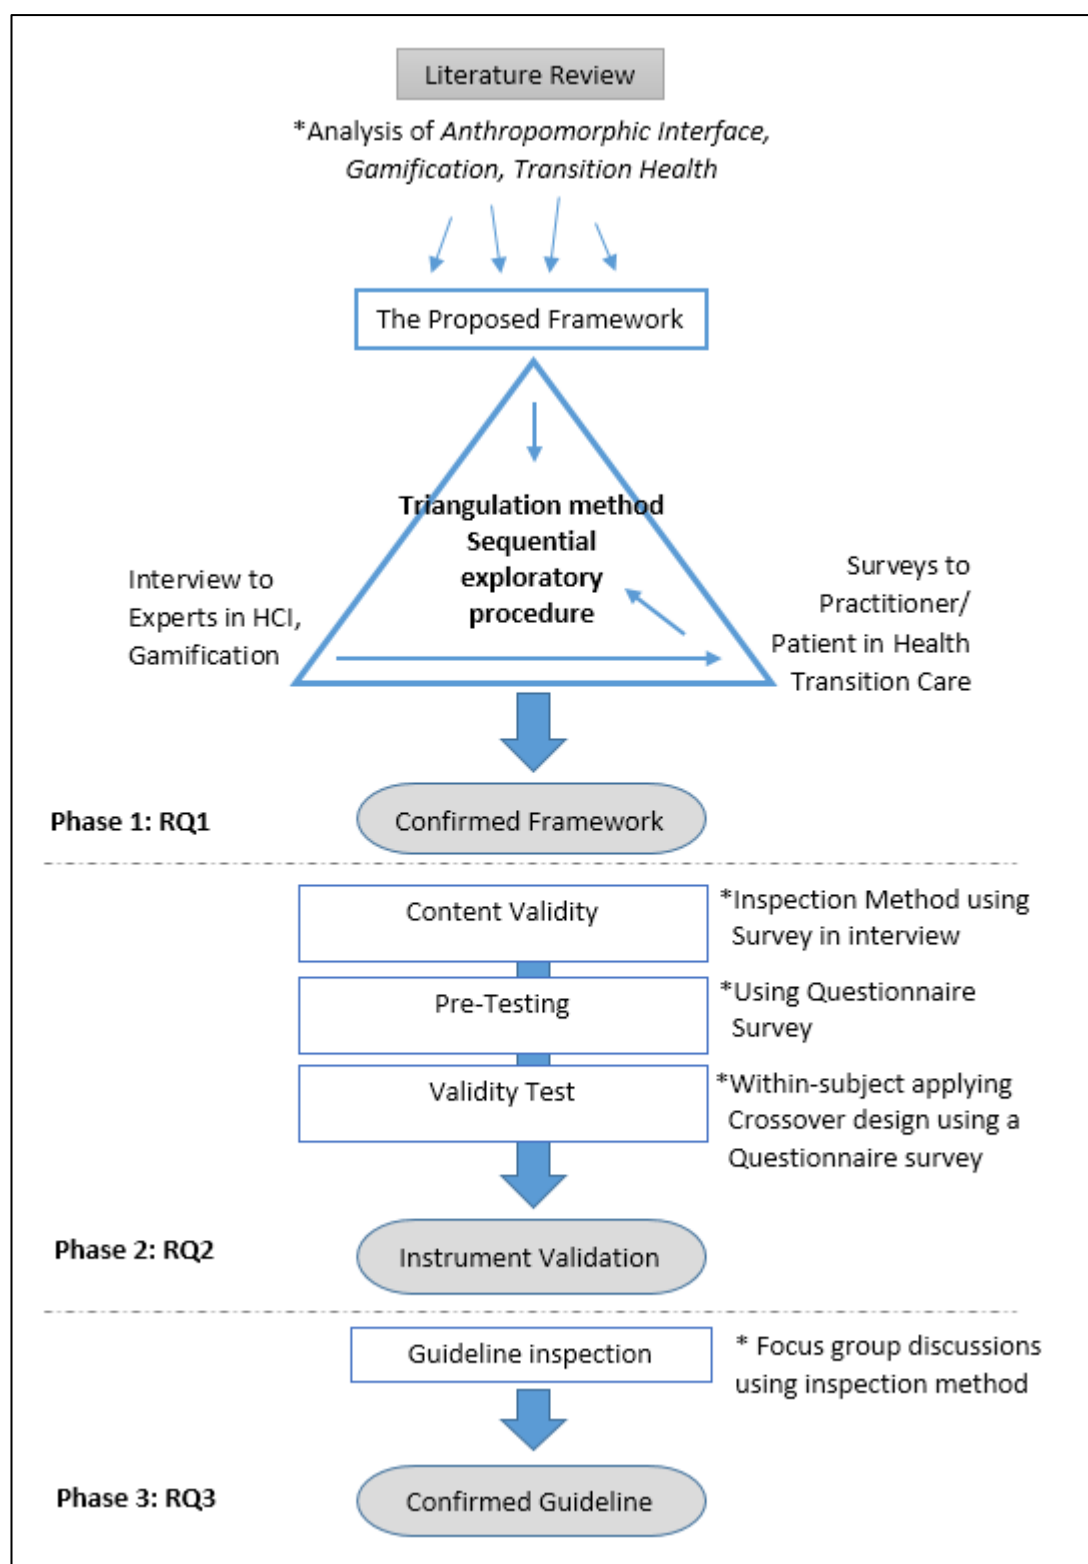 Literature Review
*Analysis of Anthropomorphic Interface,
Gamification, Transition Health
The Proposed Framework
Triangulation method
Sequential
exploratory
procedure
Interview to
Experts in HCI,
Gamification
Surveys to
Practitioner/
Patient in Health
Transition Care
Phase 1: RQ1
Confirmed Framework
Content Validity
*Inspection Method using
Survey in interview
Pre-Testing
*Using Questionnaire
Survey
Validity Test
*Within-subject applying
Crossover design using a
Questionnaire survey
Phase 2: RQ2
Instrument Validation
Guideline inspection
* Focus group discussions
using inspection method
Phase 3: RQ3
Confirmed Guideline